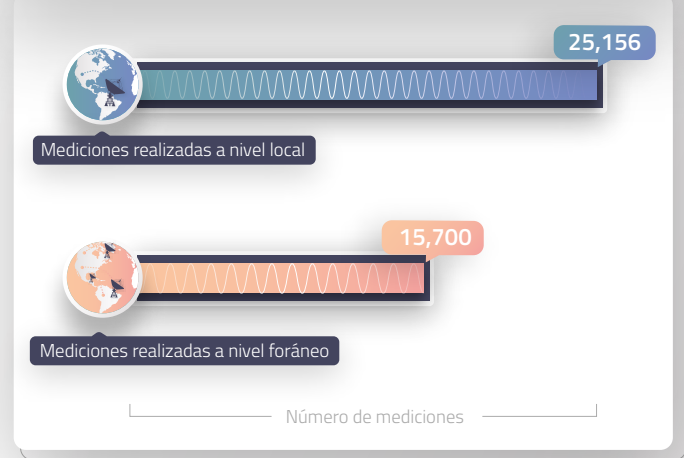 25,156
Mediciones realizadas a nivel local
15,700
Mediciones realizadas a nivel foráneo
Número de mediciones